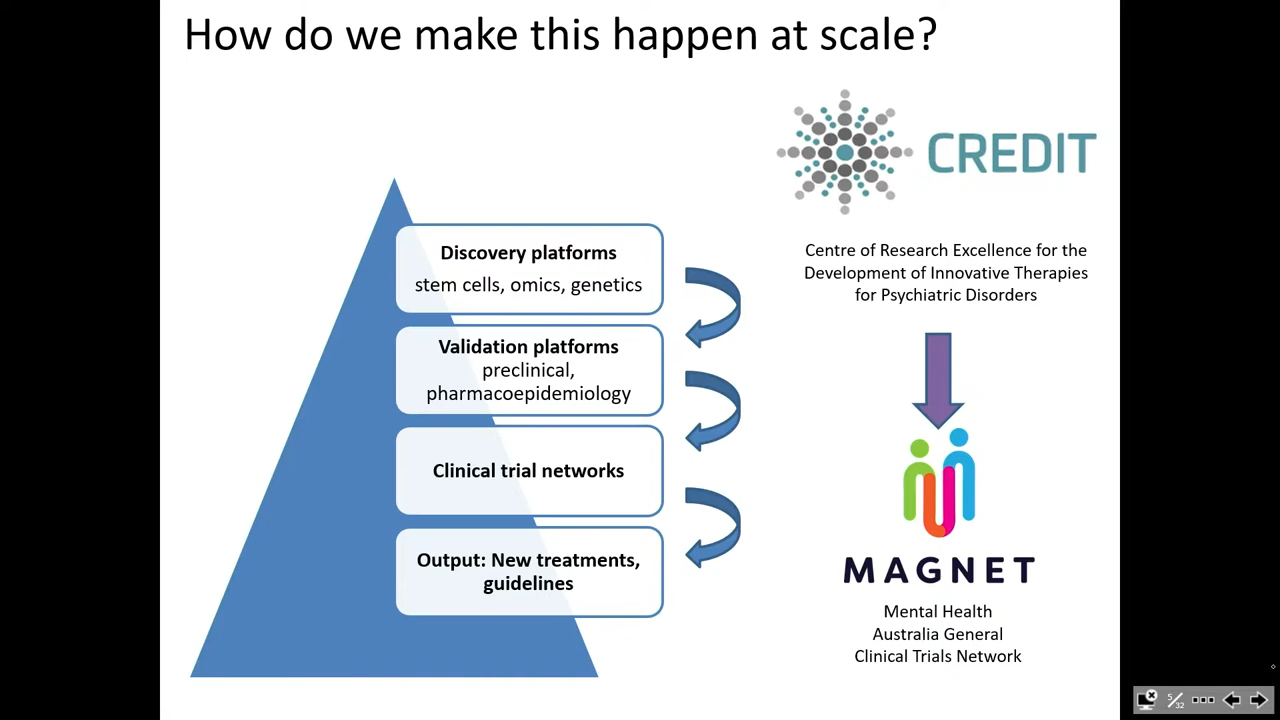 How do we make this happen at scale?
CREDIT
Centre of Research Excellence for the
Development of Innovative Therapies
for Psychiatric Disorders
Discovery platforms
stem cells, omics, genetics
Validation platforms
preclinical,
pharmacoepidemiology
Clinical trial networks
Output: New treatments,
guidelines
MAGNET
Mental Health
Australia General
Clinical Trials Network
5/32